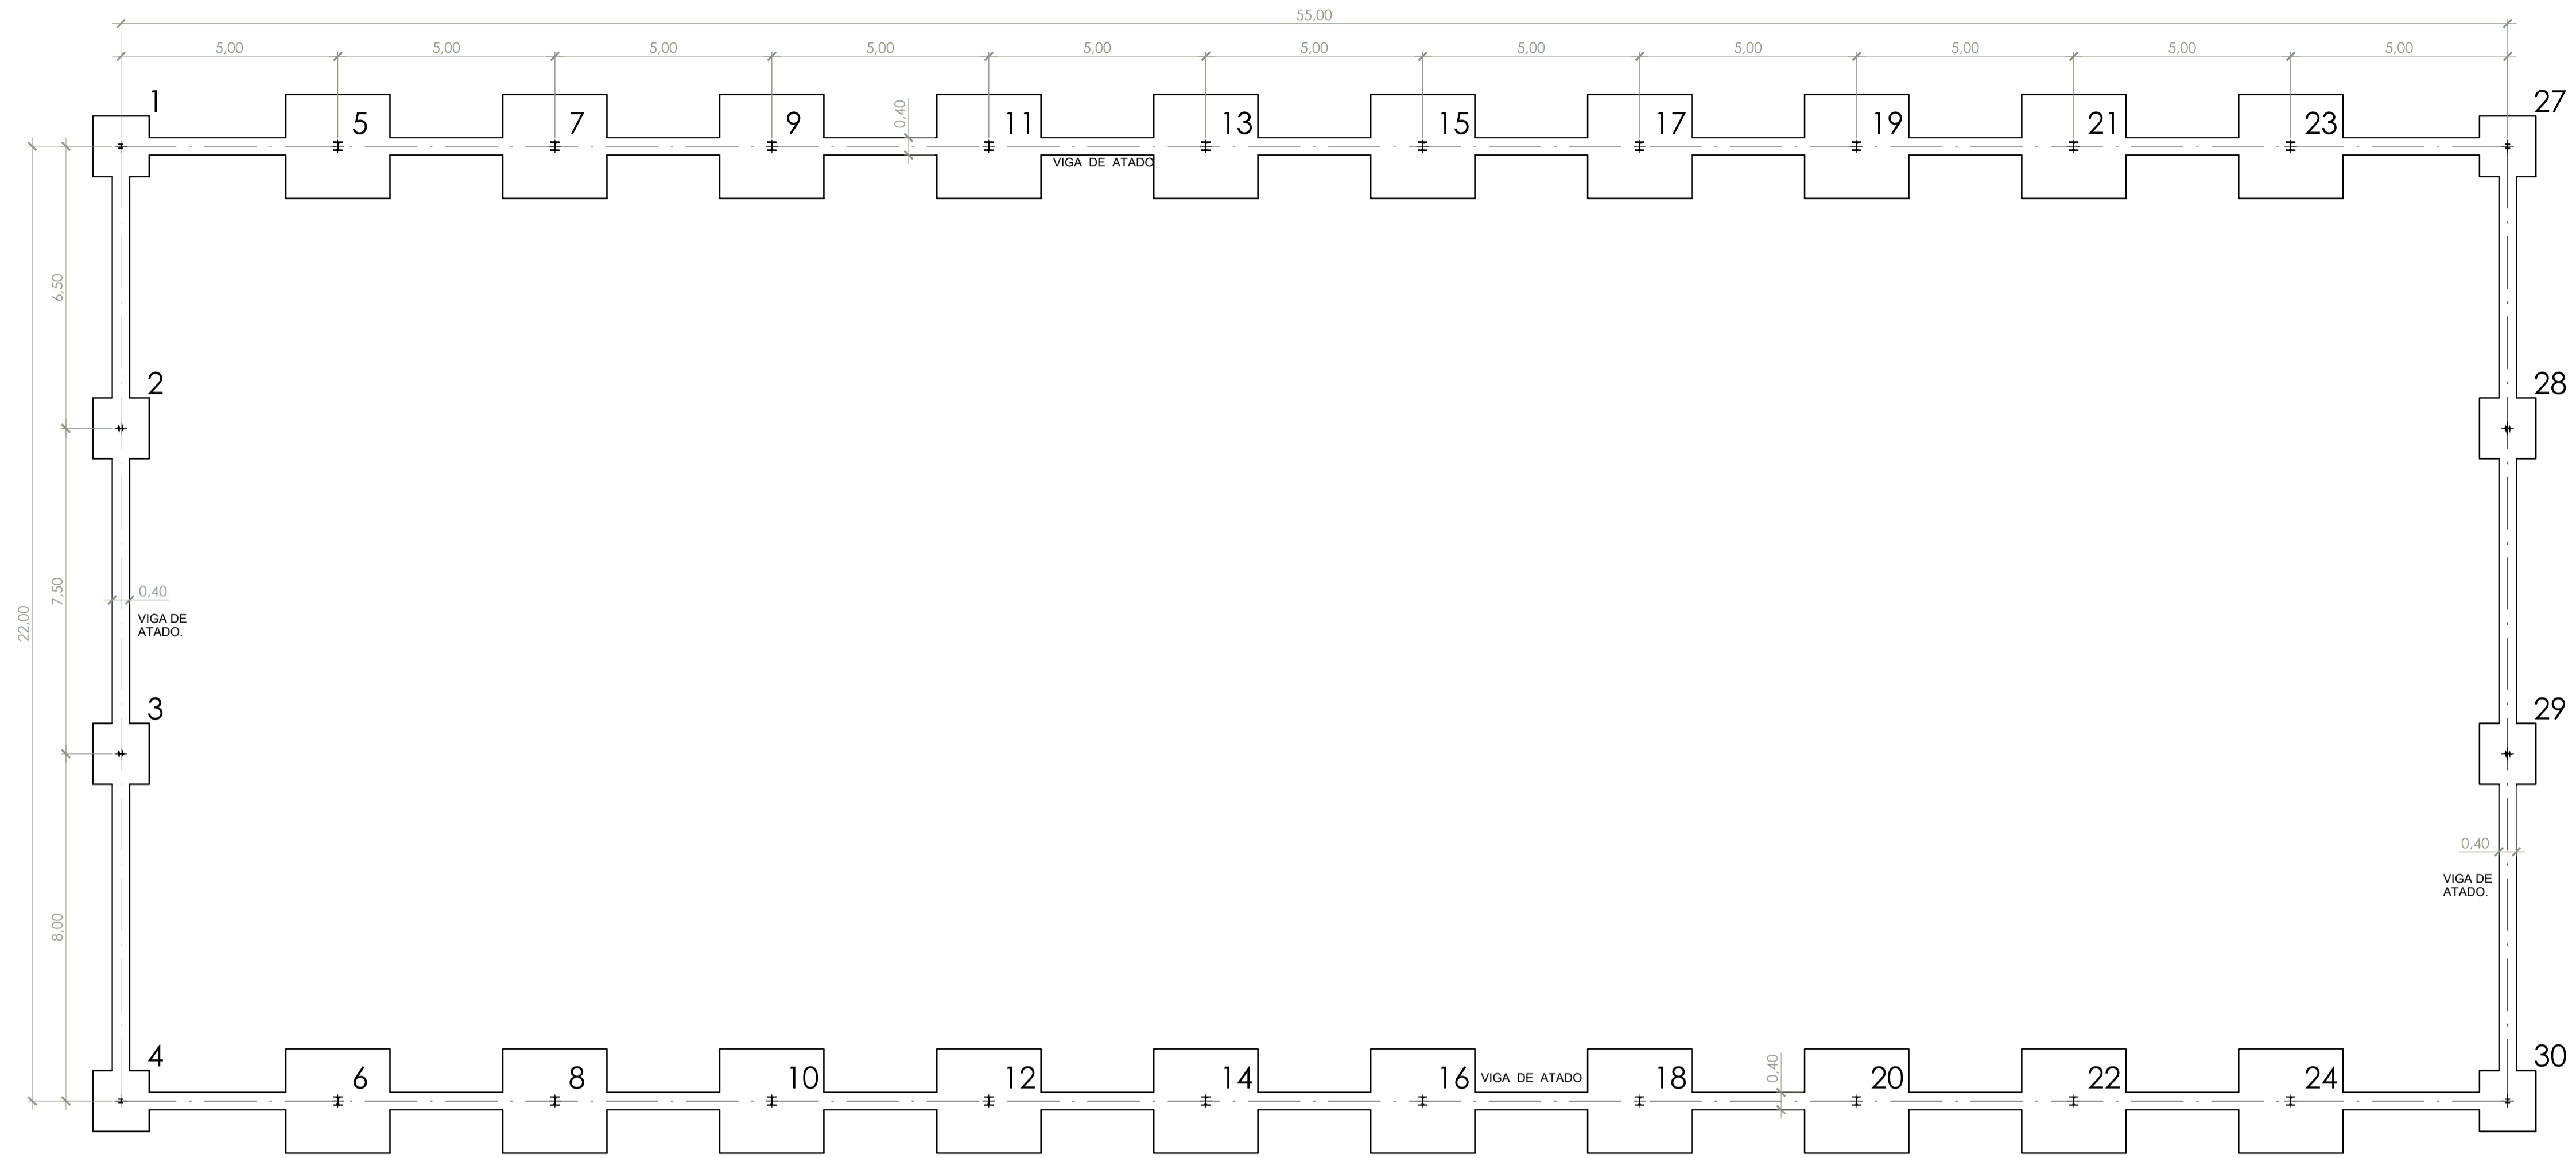 55,00
5,00 5,00 5,00 5,00 5,00 5,00 5,00 5,00 5,00 5,00 5,00
1 27
5 7 9 0,40 11 13 15 17 19 21 23
VIGA DE ATADO
6,50
2 28
7,50
0,40
22,00
VIGA DE
ATADO.
3 29
0,40
VIGA DE
ATADO.
8,00
4 30
6 8 10 12 14 16 VIGA DE ATADO 18 0,40 20 22 24